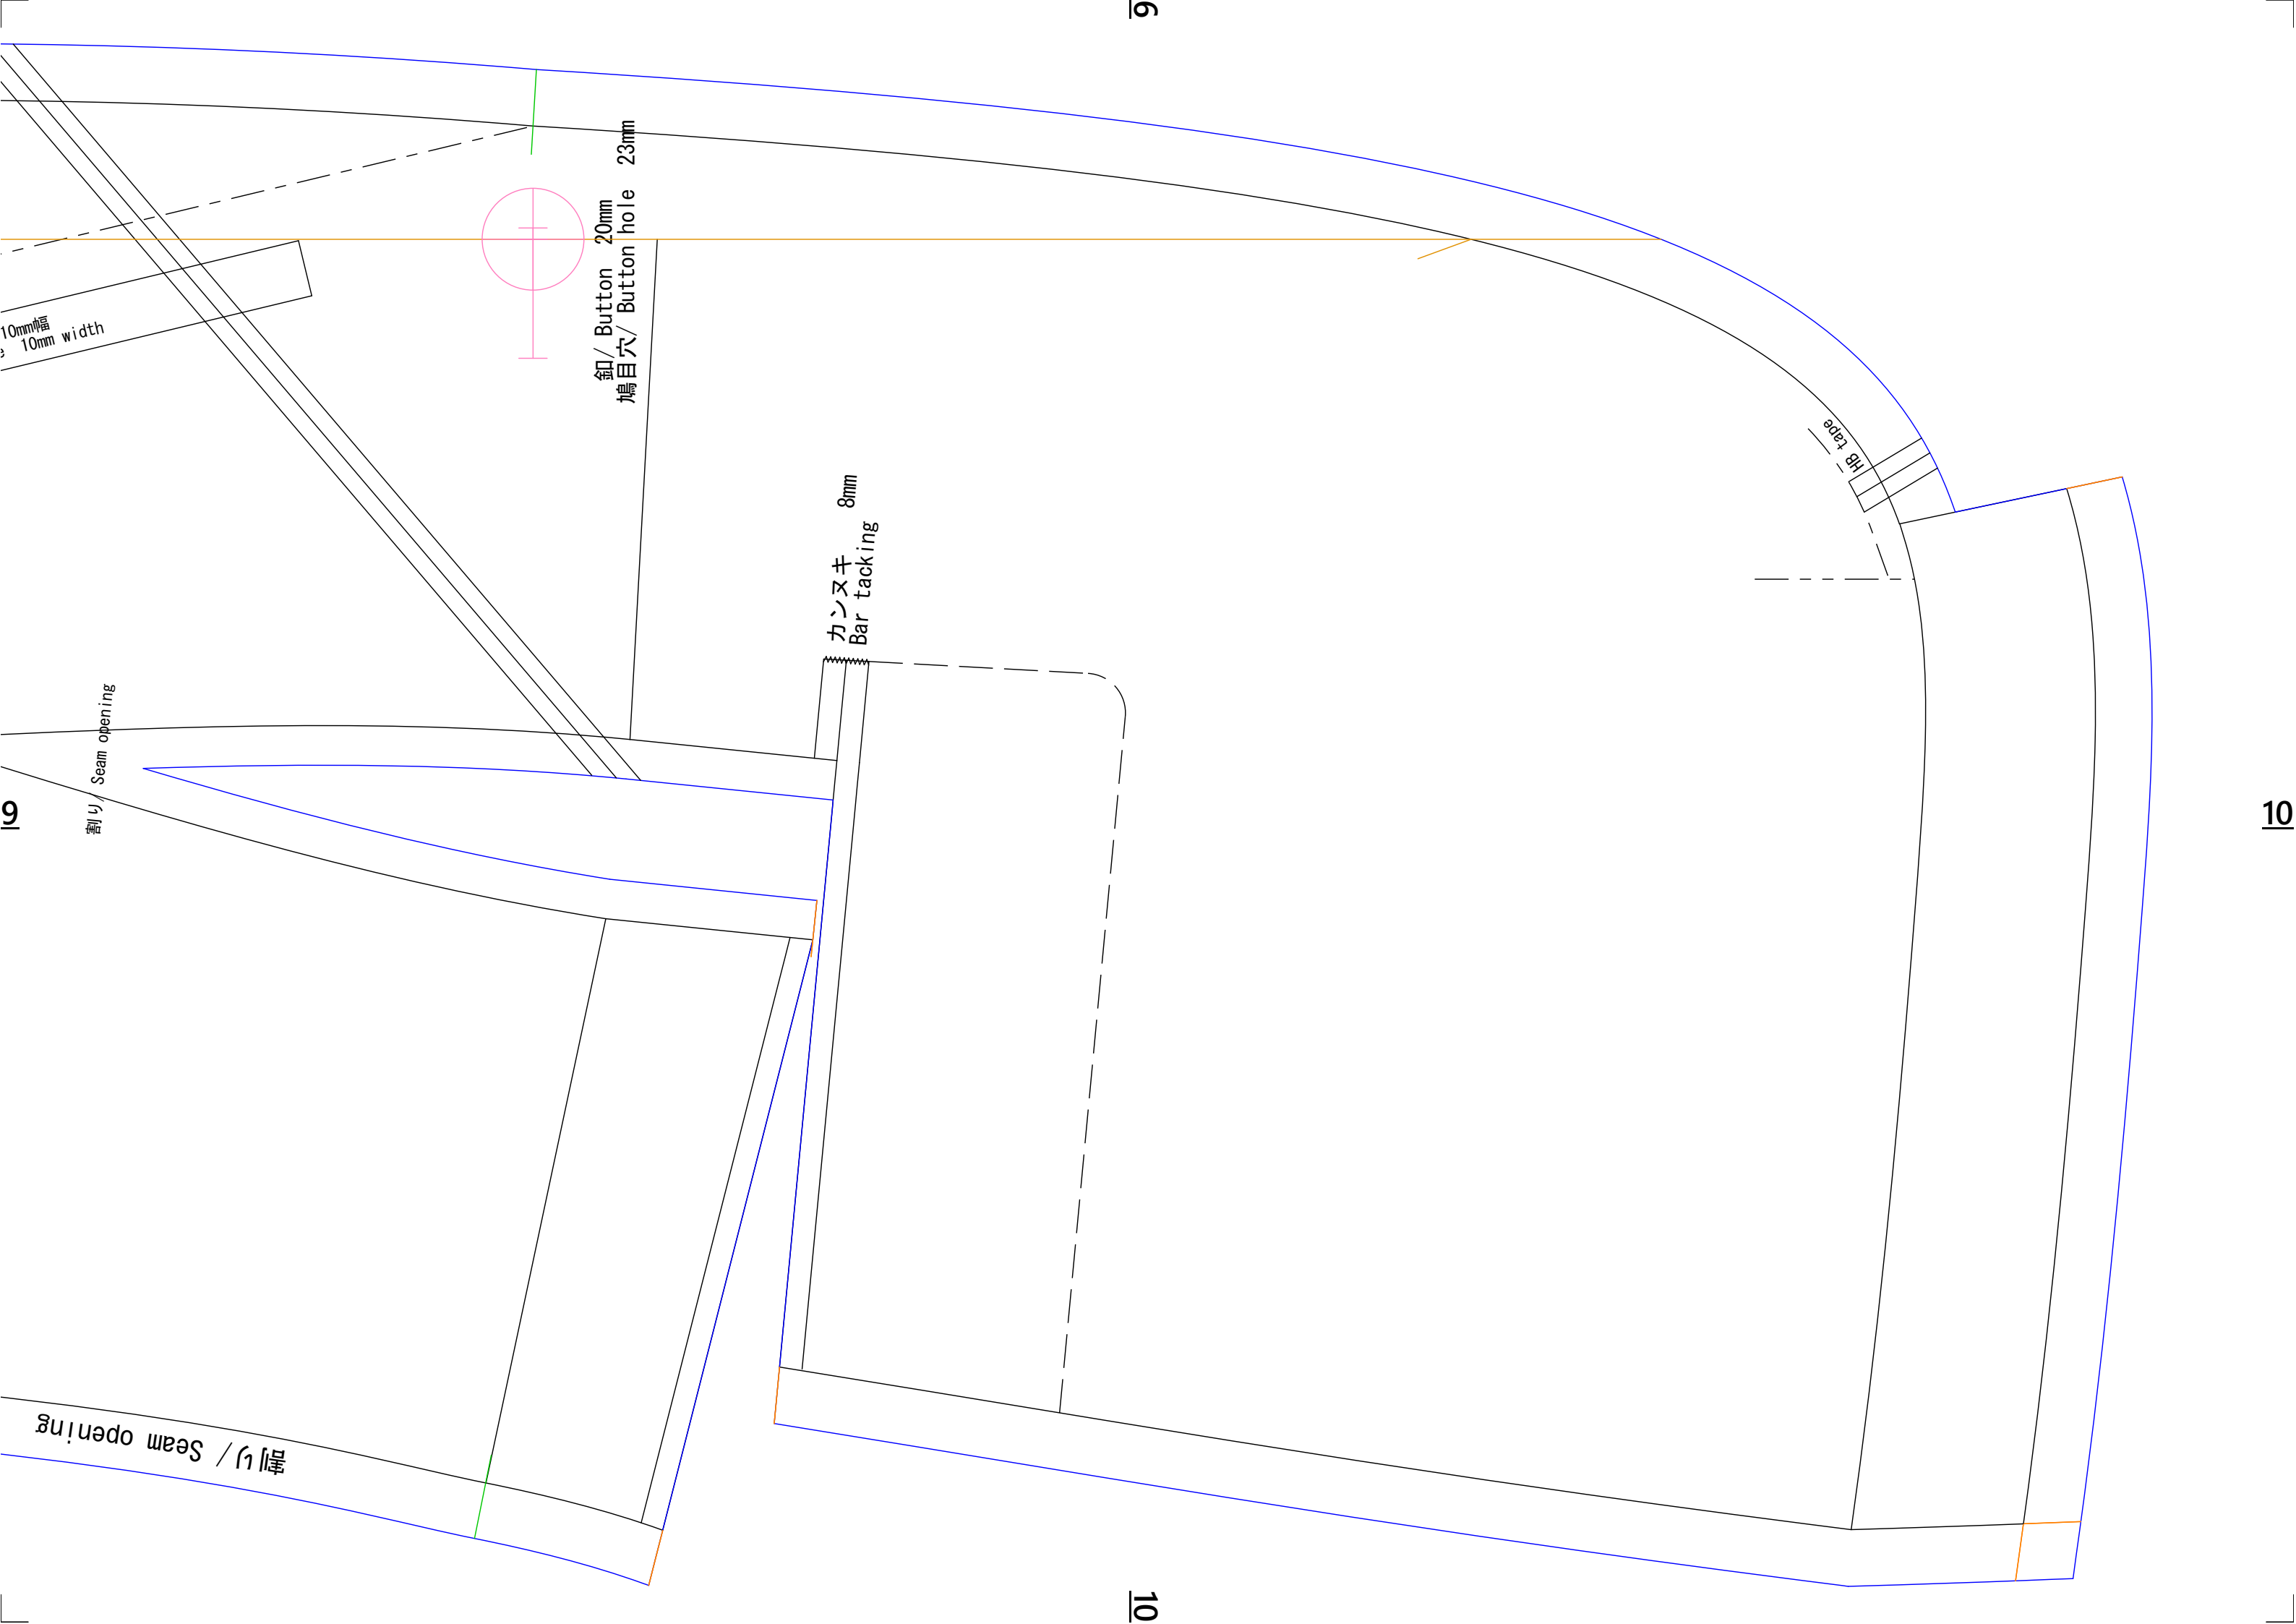 6
釦/ Button 20mm
鳩目穴/ Button hole 23mm
10mm幅
e 10mm width
HB tape
カンヌキ 8mm
Bar tacking
割り/ Seam opening
9
10
割り/ Seam opening
10